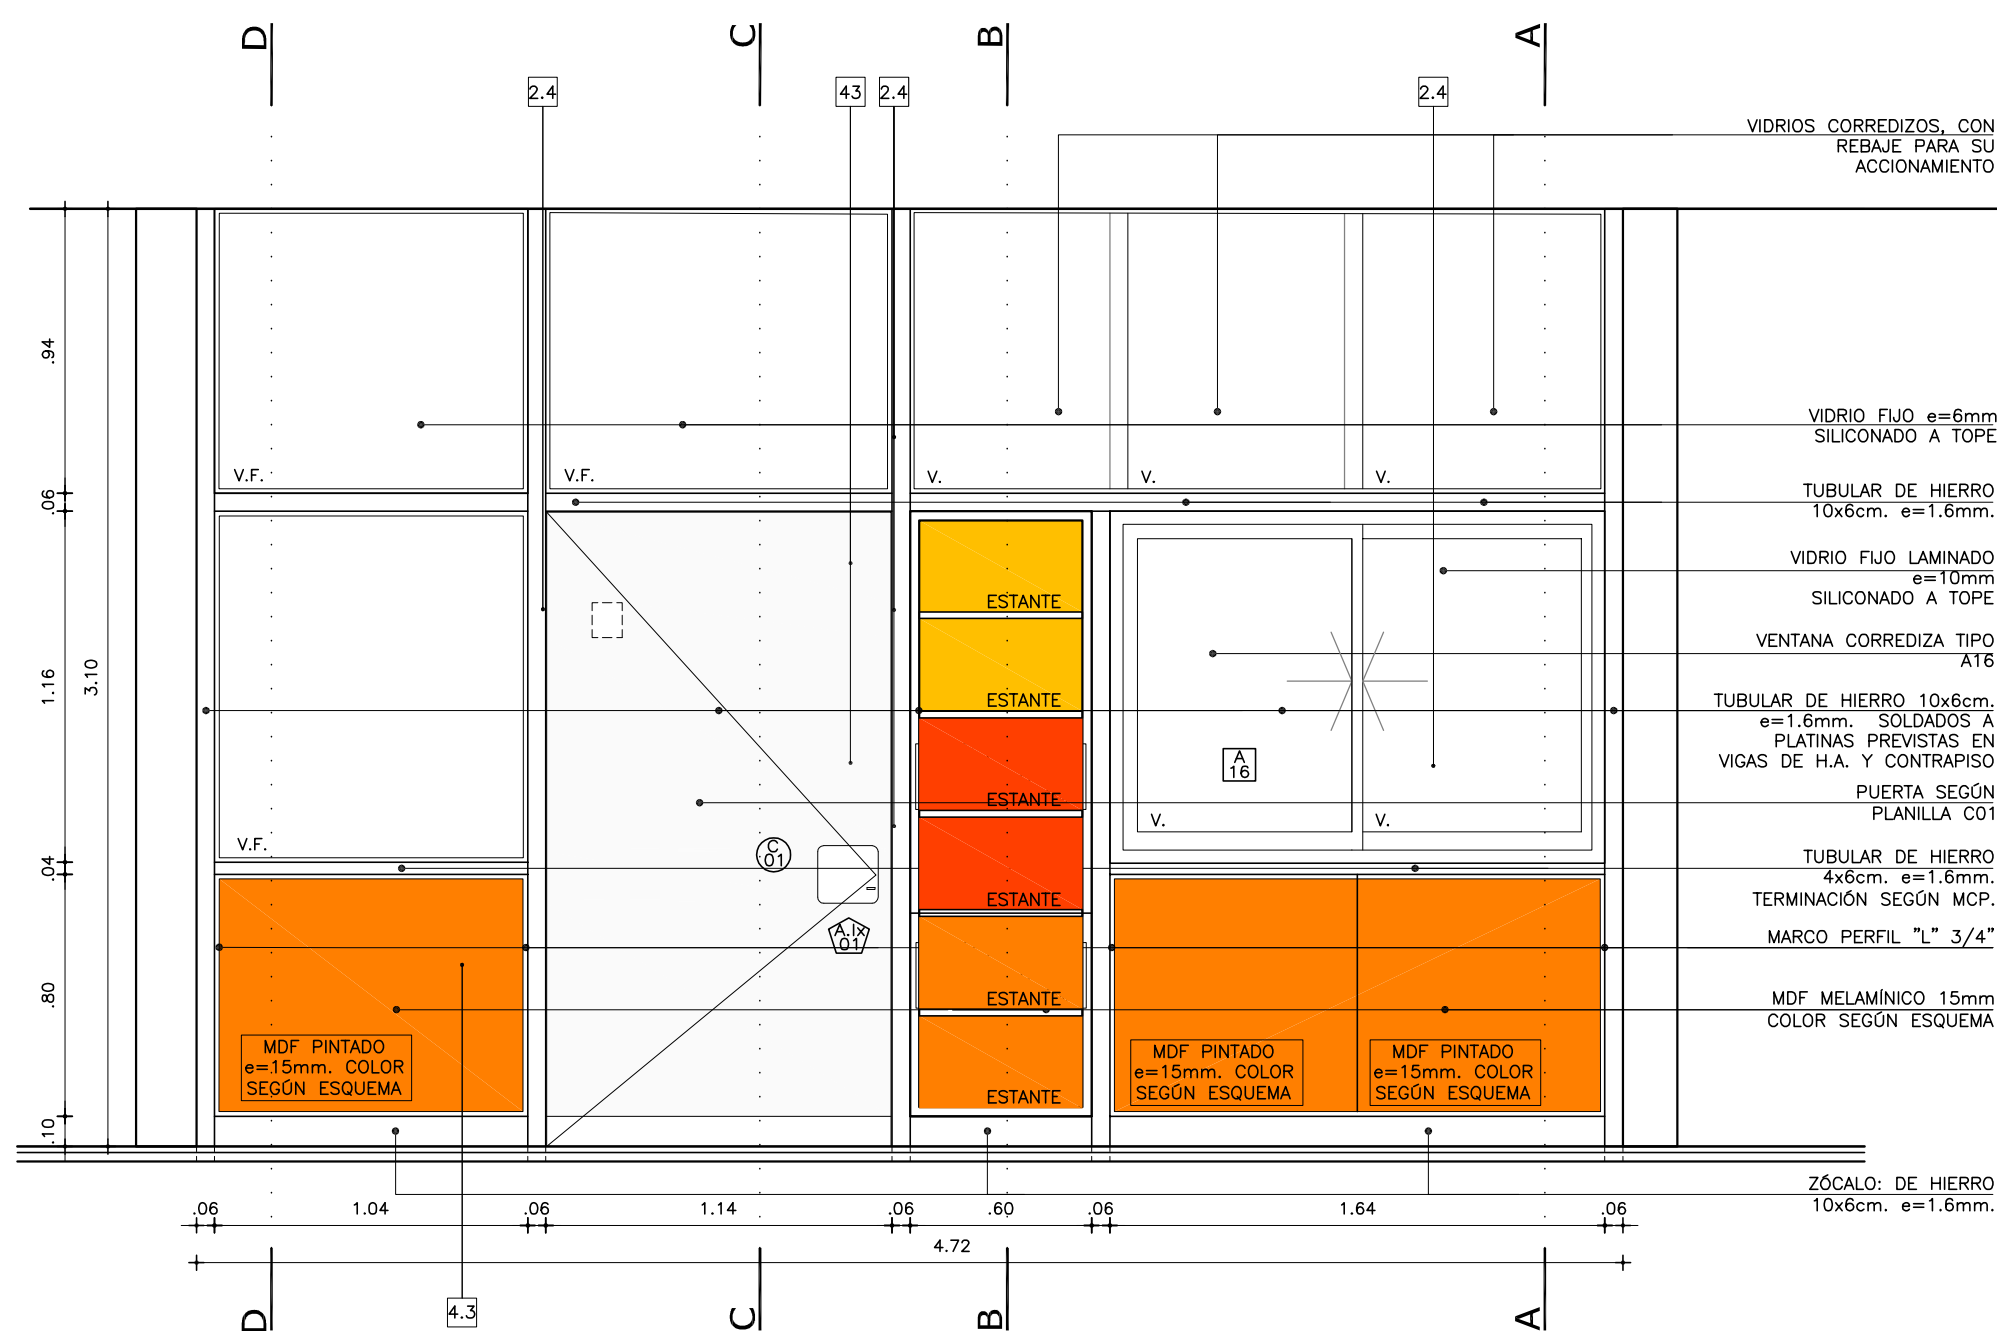 D
C
B
A
2.4
43
2.4
2.4
VIDRIOS CORREDIZOS, CON
REBAJE PARA SU
ACCIONAMIENTO
.94
VIDRIO FIJO e=6mm
SILICONADO A TOPE
V.F.
V.F.
V.
V.
V.
.06
TUBULAR DE HIERRO
10x6cm. e=1.6mm.
VIDRIO FIJO LAMINADO
e=10mm
SILICONADO A TOPE
ESTANTE
VENTANA CORREDIZA TIPO
A16
1.16
3.10
ESTANTE
TUBULAR DE HIERRO 10x6cm.
e=1.6mm. SOLDADOS A
PLATINAS PREVISTAS EN
VIGAS DE H.A. Y CONTRAPISO
A
16
ESTANTE
PUERTA SEGÚN
PLANILLA C01
V.
V.
V.F.
C
01
.04
TUBULAR DE HIERRO
4x6cm. e=1.6mm.
TERMINACIÓN SEGÚN MCP.
ESTANTE
A.Ix
01
MARCO PERFIL "L" 3/4"
.80
ESTANTE
MDF MELAMÍNICO 15mm
COLOR SEGÚN ESQUEMA
MDF PINTADO
e=15mm. COLOR
SEGÚN ESQUEMA
MDF PINTADO
e=15mm. COLOR
SEGÚN ESQUEMA
MDF PINTADO
e=15mm. COLOR
SEGÚN ESQUEMA
ESTANTE
.10
ZÓCALO: DE HIERRO
10x6cm. e=1.6mm.
.06
1.04
.06
1.14
.06
.60
.06
1.64
.06
4.72
4.3
D
C
B
A